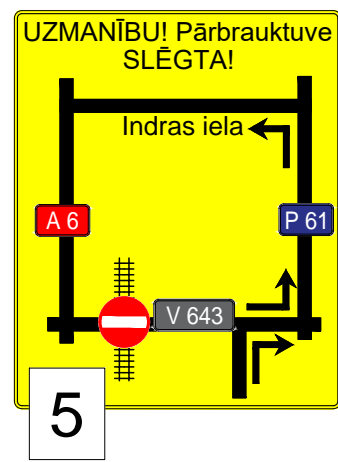 UZMANĪBU! Pārbrauktuve
SLĒGTA!
Indras iela
A 6
P 61
V 643
5